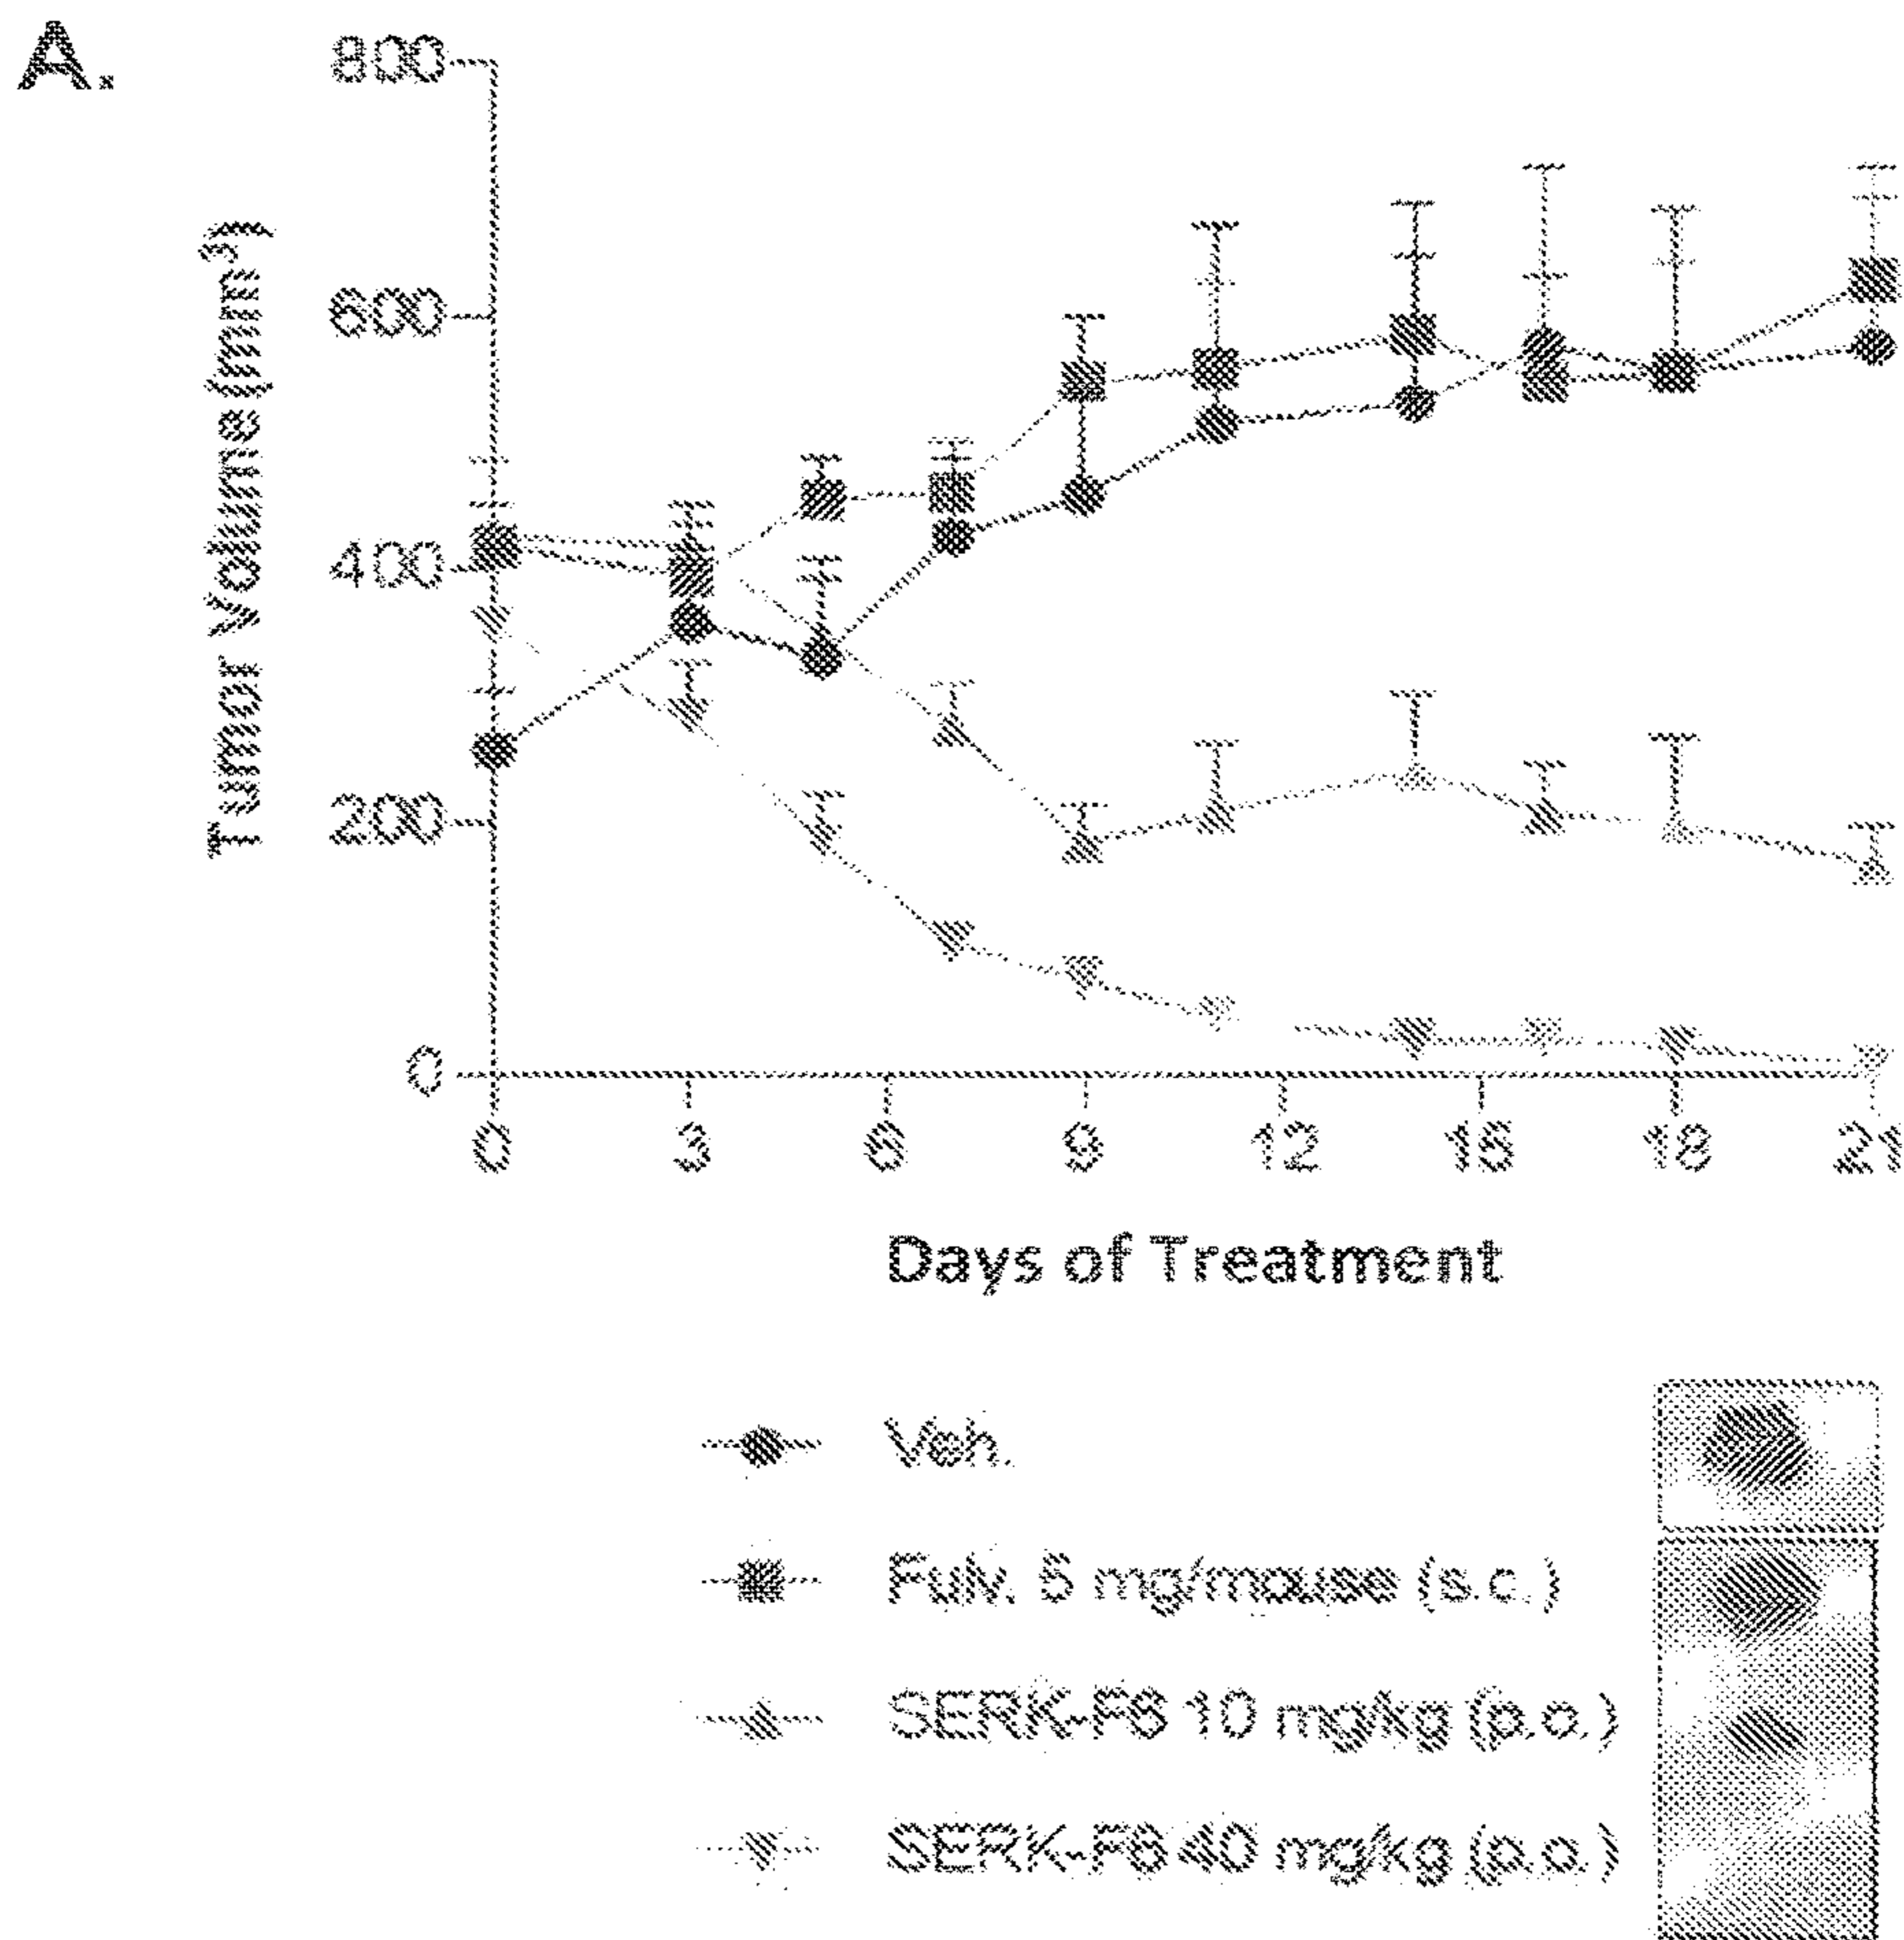 A.
800
600
400
200
0
Tumor Volume (mm³)
0 3 6 9 12 15 18 21
Days of Treatment
Veh.
Fulv. 5 mg/mouse (s.c.)
SERK-F6 10 mg/kg (p.o.)
SERK-F6 40 mg/kg (p.o.)